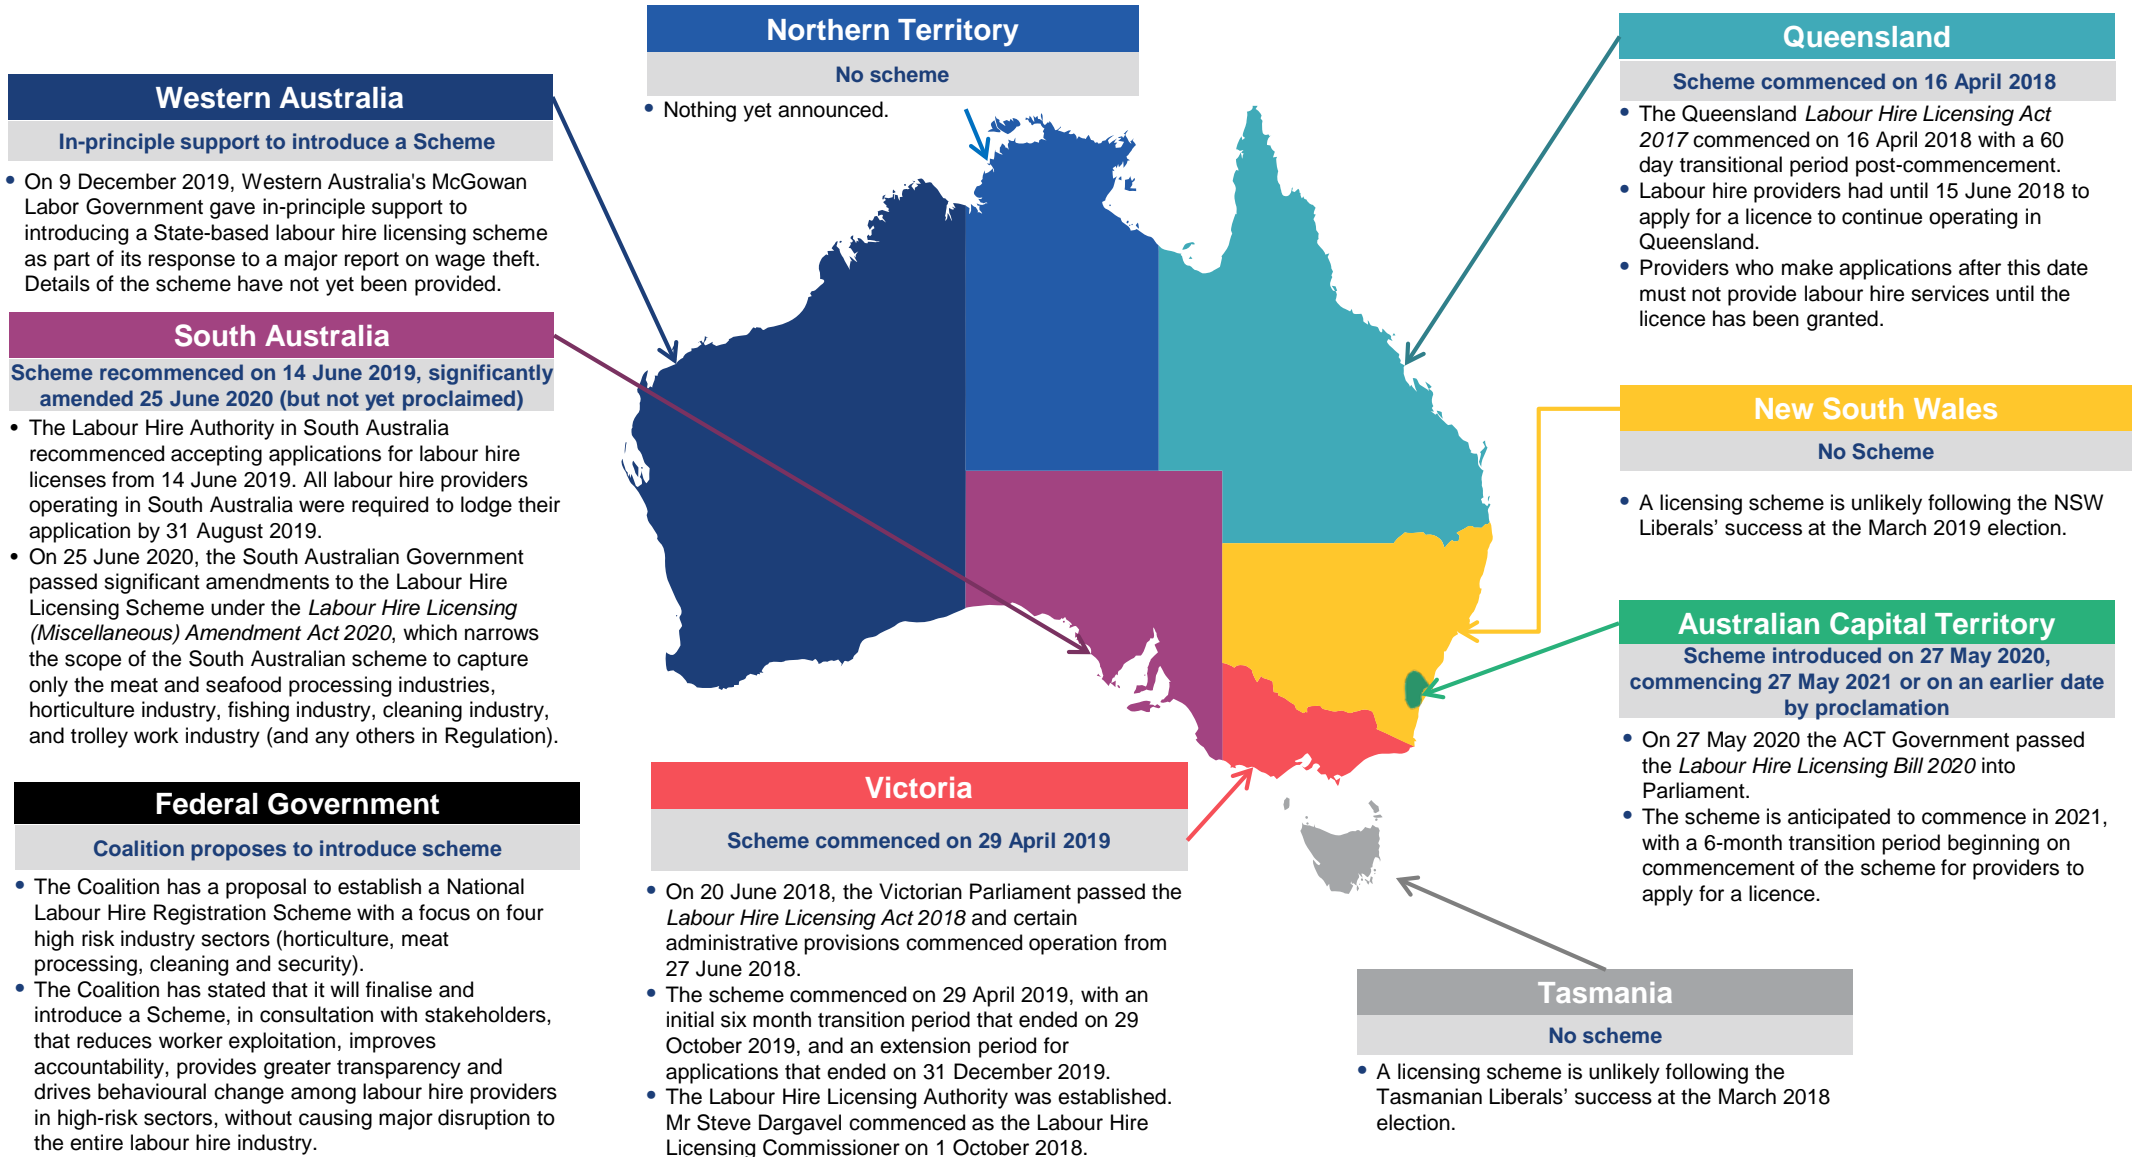 Northern Territory
No scheme
• Nothing yet announced.
Queensland
Scheme commenced on 16 April 2018
• The Queensland Labour Hire Licensing Act
2017 commenced on 16 April 2018 with a 60
day transitional period post-commencement.
• Labour hire providers had until 15 June 2018 to
apply for a licence to continue operating in
Queensland.
• Providers who make applications after this date
must not provide labour hire services until the
licence has been granted.
Western Australia
In-principle support to introduce a Scheme
• On 9 December 2019, Western Australia's McGowan
Labor Government gave in-principle support to
introducing a State-based labour hire licensing scheme
as part of its response to a major report on wage theft.
Details of the scheme have not yet been provided.
South Australia
Scheme recommenced on 14 June 2019, significantly
amended 25 June 2020 (but not yet proclaimed)
• The Labour Hire Authority in South Australia
recommenced accepting applications for labour hire
licenses from 14 June 2019. All labour hire providers
operating in South Australia were required to lodge their
application by 31 August 2019.
• On 25 June 2020, the South Australian Government
passed significant amendments to the Labour Hire
Licensing Scheme under the Labour Hire Licensing
(Miscellaneous) Amendment Act 2020, which narrows
the scope of the South Australian scheme to capture
only the meat and seafood processing industries,
horticulture industry, fishing industry, cleaning industry,
and trolley work industry (and any others in Regulation).
New South Wales
No Scheme
• A licensing scheme is unlikely following the NSW
Liberals’ success at the March 2019 election.
Australian Capital Territory
Scheme introduced on 27 May 2020,
commencing 27 May 2021 or on an earlier date
by proclamation
• On 27 May 2020 the ACT Government passed
the Labour Hire Licensing Bill 2020 into
Parliament.
• The scheme is anticipated to commence in 2021,
with a 6-month transition period beginning on
commencement of the scheme for providers to
apply for a licence.
Federal Government
Coalition proposes to introduce scheme
• The Coalition has a proposal to establish a National
Labour Hire Registration Scheme with a focus on four
high risk industry sectors (horticulture, meat
processing, cleaning and security).
• The Coalition has stated that it will finalise and
introduce a Scheme, in consultation with stakeholders,
that reduces worker exploitation, improves
accountability, provides greater transparency and
drives behavioural change among labour hire providers
in high-risk sectors, without causing major disruption to
the entire labour hire industry.
Victoria
Scheme commenced on 29 April 2019
• On 20 June 2018, the Victorian Parliament passed the
Labour Hire Licensing Act 2018 and certain
administrative provisions commenced operation from
27 June 2018.
• The scheme commenced on 29 April 2019, with an
initial six month transition period that ended on 29
October 2019, and an extension period for
applications that ended on 31 December 2019.
• The Labour Hire Licensing Authority was established.
Mr Steve Dargavel commenced as the Labour Hire
Licensing Commissioner on 1 October 2018.
Tasmania
No scheme
• A licensing scheme is unlikely following the
Tasmanian Liberals’ success at the March 2018
election.